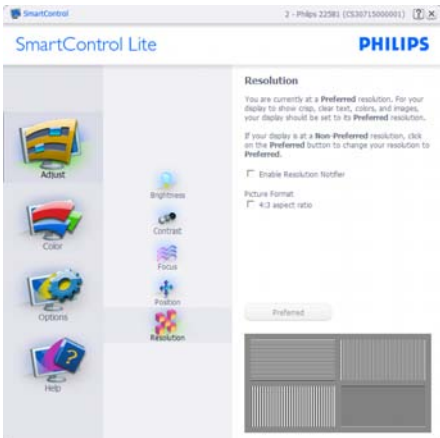 SmartControl
2 - Philips 225B1 (CS30715000001)
SmartControl Lite
PHILIPS
Adjust
Color
Options
Help
Brightness
Contrast
Focus
Position
Resolution
Resolution
You are currently at a Preferred resolution. For your
display to show crisp, clear text, colors, and images,
your display should be set to its Preferred resolution.
If your display is at a Non-Preferred resolution, click
on the Preferred button to change your resolution to
Preferred.
Enable Resolution Notifier
Picture Format
4:3 aspect ratio
Preferred